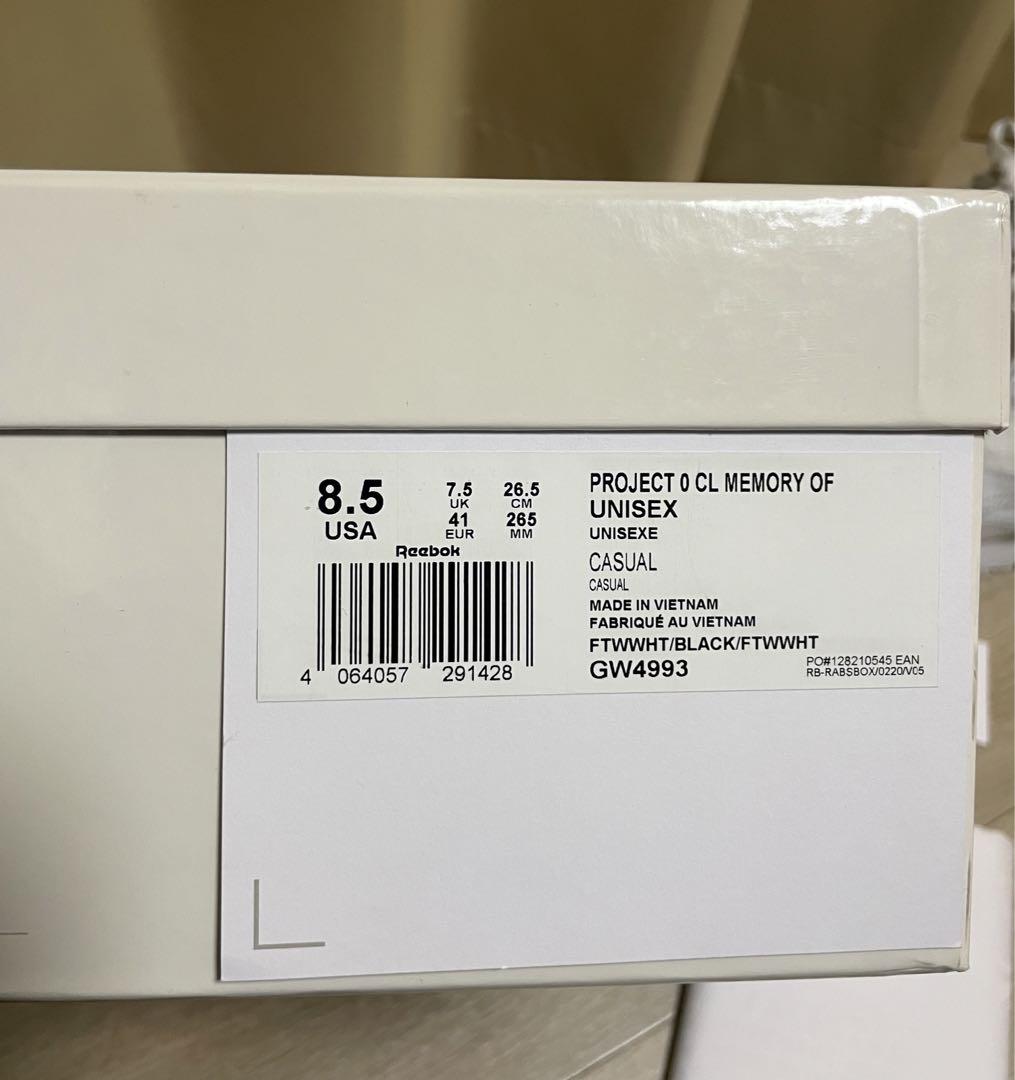 8.5
USA
7.5
UK
41
EUR
26.5
CM
265
MM
Reebok
4 064057 291428
PROJECT 0 CL MEMORY OF
UNISEX
UNISEXE
CASUAL
CASUAL
MADE IN VIETNAM
FABRIQUÉ AU VIETNAM
FTWWHT/BLACK/FTWWHT
GW4993
PO#128210545 EAN
RB-RABSBOX/0220/V05